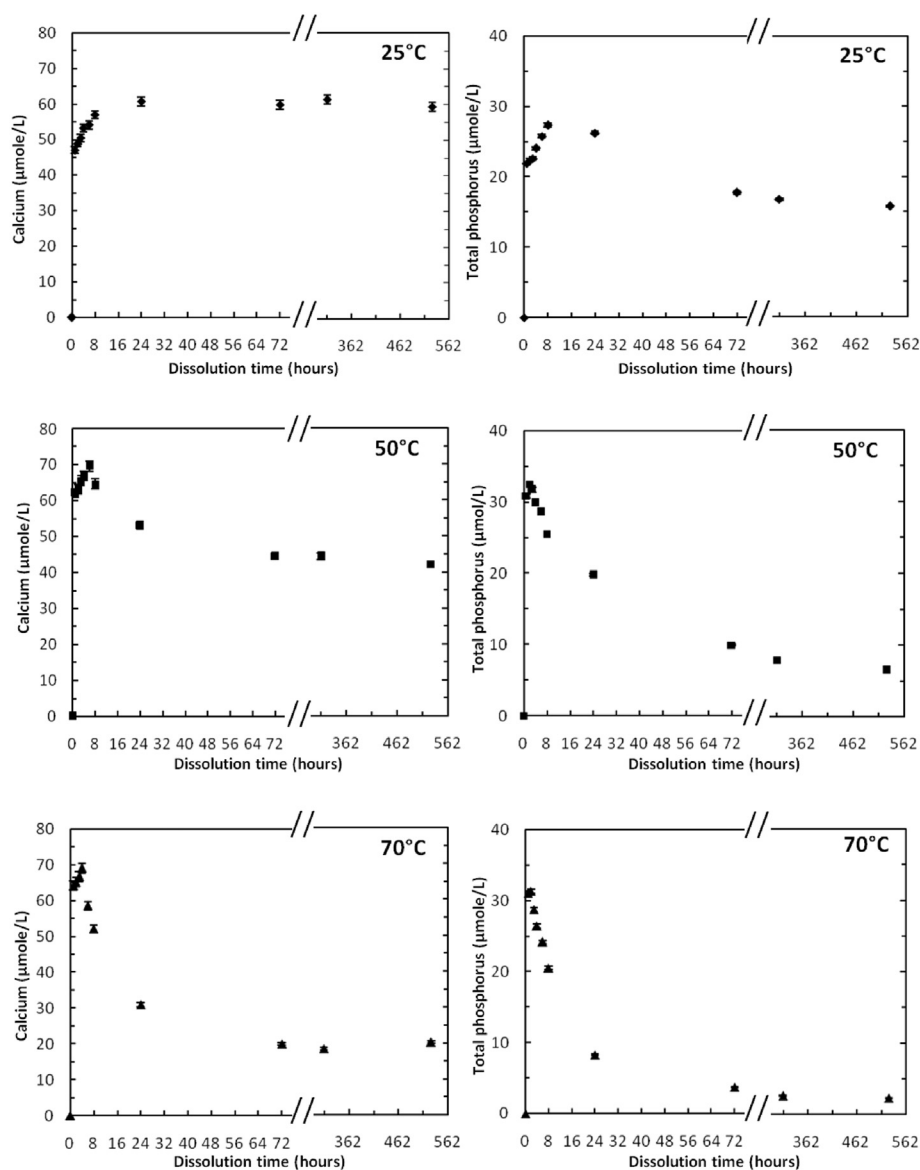 25°C
Calcium (µmole/L)
80
70
60
50
40
30
20
10
0
0 8 16 24 32 40 48 56 64 72 362 462 562
Dissolution time (hours)
25°C
Total phosphorus (µmole/L)
40
30
20
10
0
0 8 16 24 32 40 48 56 64 72 362 462 562
Dissolution time (hours)
50°C
Calcium (µmole/L)
80
70
60
50
40
30
20
10
0
0 8 16 24 32 40 48 56 64 72 362 462 562
Dissolution time (hours)
50°C
Total phosphorus (µmol/L)
40
30
20
10
0
0 8 16 24 32 40 48 56 64 72 362 462 562
Dissolution time (hours)
70°C
Calcium (µmole/L)
80
70
60
50
40
30
20
10
0
0 8 16 24 32 40 48 56 64 72 362 462 562
Dissolution time (hours)
70°C
Total phosphorus (µmole/L)
40
30
20
10
0
0 8 16 24 32 40 48 56 64 72 362 462 562
Dissolution time (hours)